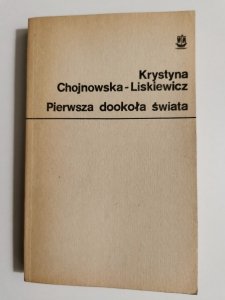 Krystyna
Chojnowska-Liskiewicz
Pierwsza dookoła świata